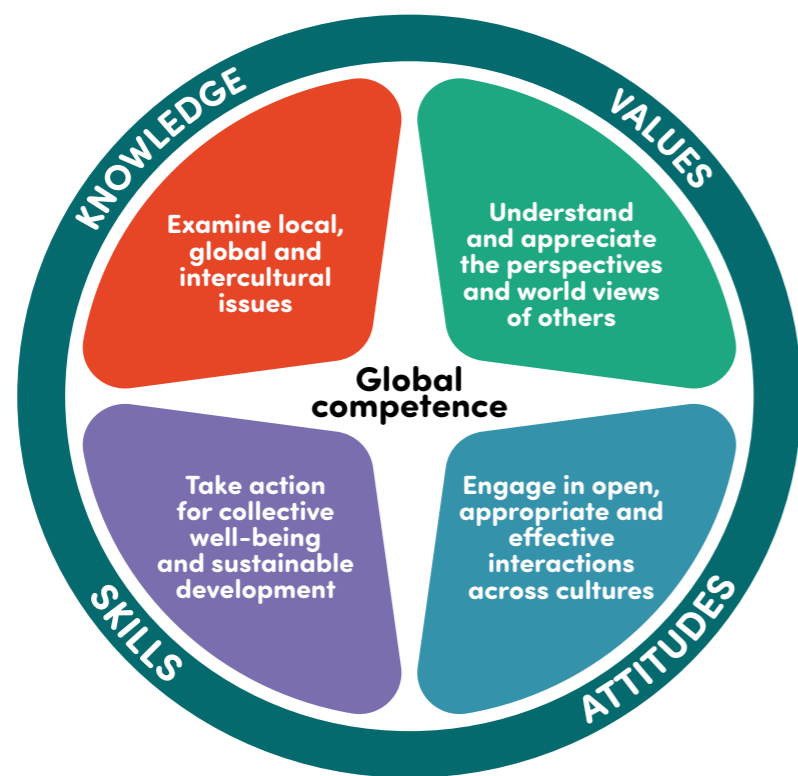 KNOWLEDGE
VALUES
Examine local,
global and
intercultural
issues
Understand
and appreciate
the perspectives
and world views
of others
Global
competence
Take action
for collective
well-being
and sustainable
development
Engage in open,
appropriate and
effective
interactions
across cultures
SKILLS
ATTITUDES